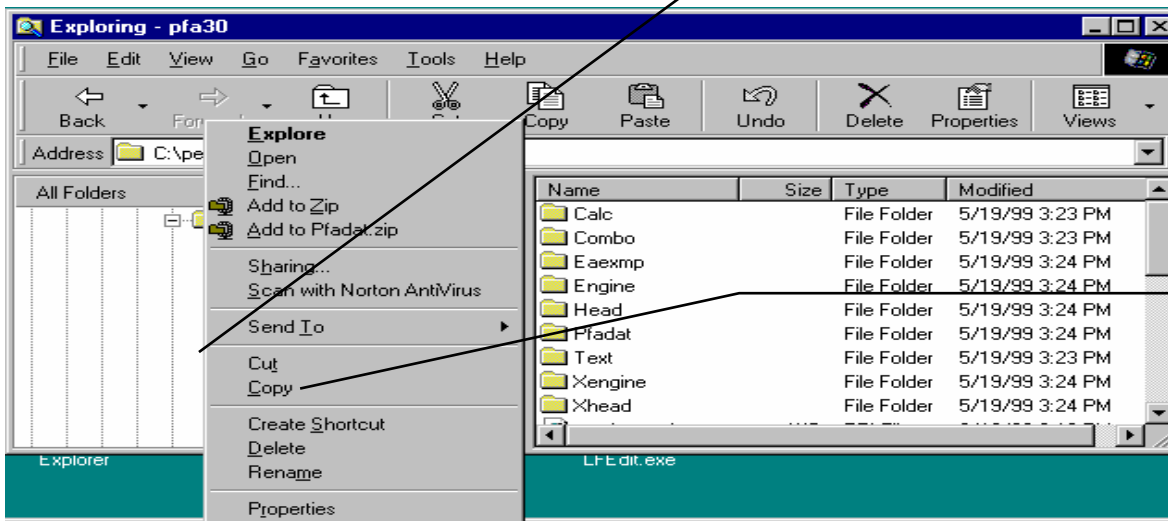 Exploring - pfa30
File Edit View Go Favorites Tools Help
Back Copy Paste Undo Delete Properties Views
Address C:\pe
All Folders
Explore
Open
Find...
Add to Zip
Add to Pfadat.zip
Sharing...
Scan with Norton AntiVirus
Send To
Cut
Copy
Create Shortcut
Delete
Rename
Properties
Name Size Type Modified
Calc File Folder 5/19/99 3:23 PM
Combo File Folder 5/19/99 3:23 PM
Eaexmp File Folder 5/19/99 3:24 PM
Engine File Folder 5/19/99 3:24 PM
Head File Folder 5/19/99 3:24 PM
Pfadat File Folder 5/19/99 3:24 PM
Text File Folder 5/19/99 3:23 PM
Xengine File Folder 5/19/99 3:24 PM
Xhead File Folder 5/19/99 3:24 PM
Explorer LFEdit.exe